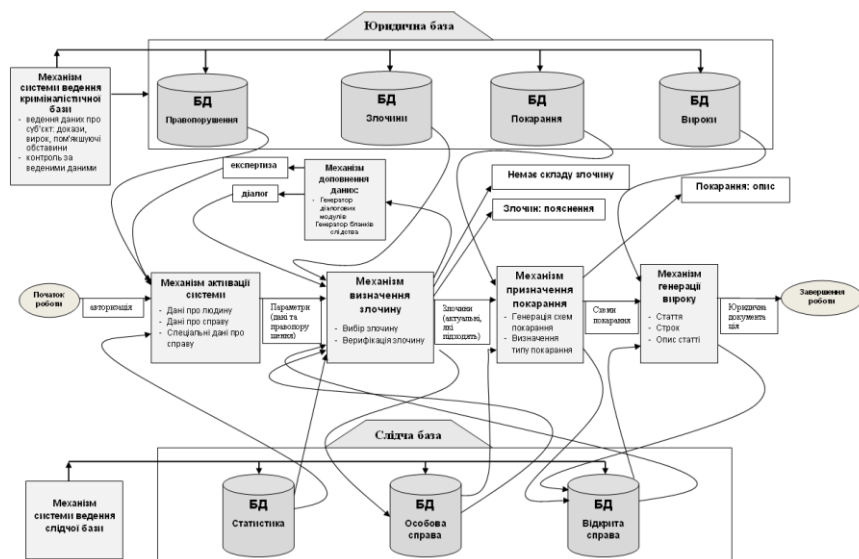 Юридична база
Механізм
системи ведення
криміналістичної
бази
- ведення даних про
суб'єкт: докази,
вирок, пом'якшуючі
обставини
- контроль за
веденими даними
БД
Правопорушення
БД
Злочини
БД
Покарання
БД
Вироки
експертиза
діалог
Механізм
доповнення
даних:
- Генератор
діалогових
модулів
Генератор бланків
слідства
Немає складу злочину
Злочин: пояснення
Покарання: опис
Початок
роботи
авторизація
Механізм активації
системи
- Дані про людину
- Дані про справу
- Спеціальні дані про
справу
Параметри
(дані та
правопору
шення)
Механізм
визначення
злочину
- Вибір злочину
- Верифікація злочину
Злочини
(актуальні,
які
підходять)
Механізм
призначення
покарання
- Генерація схем
покарання
- Визначення
типу покарання
Схеми
покарання
Механізм
генерації
вироку
- Стаття
- Строк
- Опис статті
Юридична
документа
ція
Завершення
роботи
Слідча база
Механізм
системи ведення
слідчої бази
БД
Статистика
БД
Особова
справа
БД
Відкрита
справа